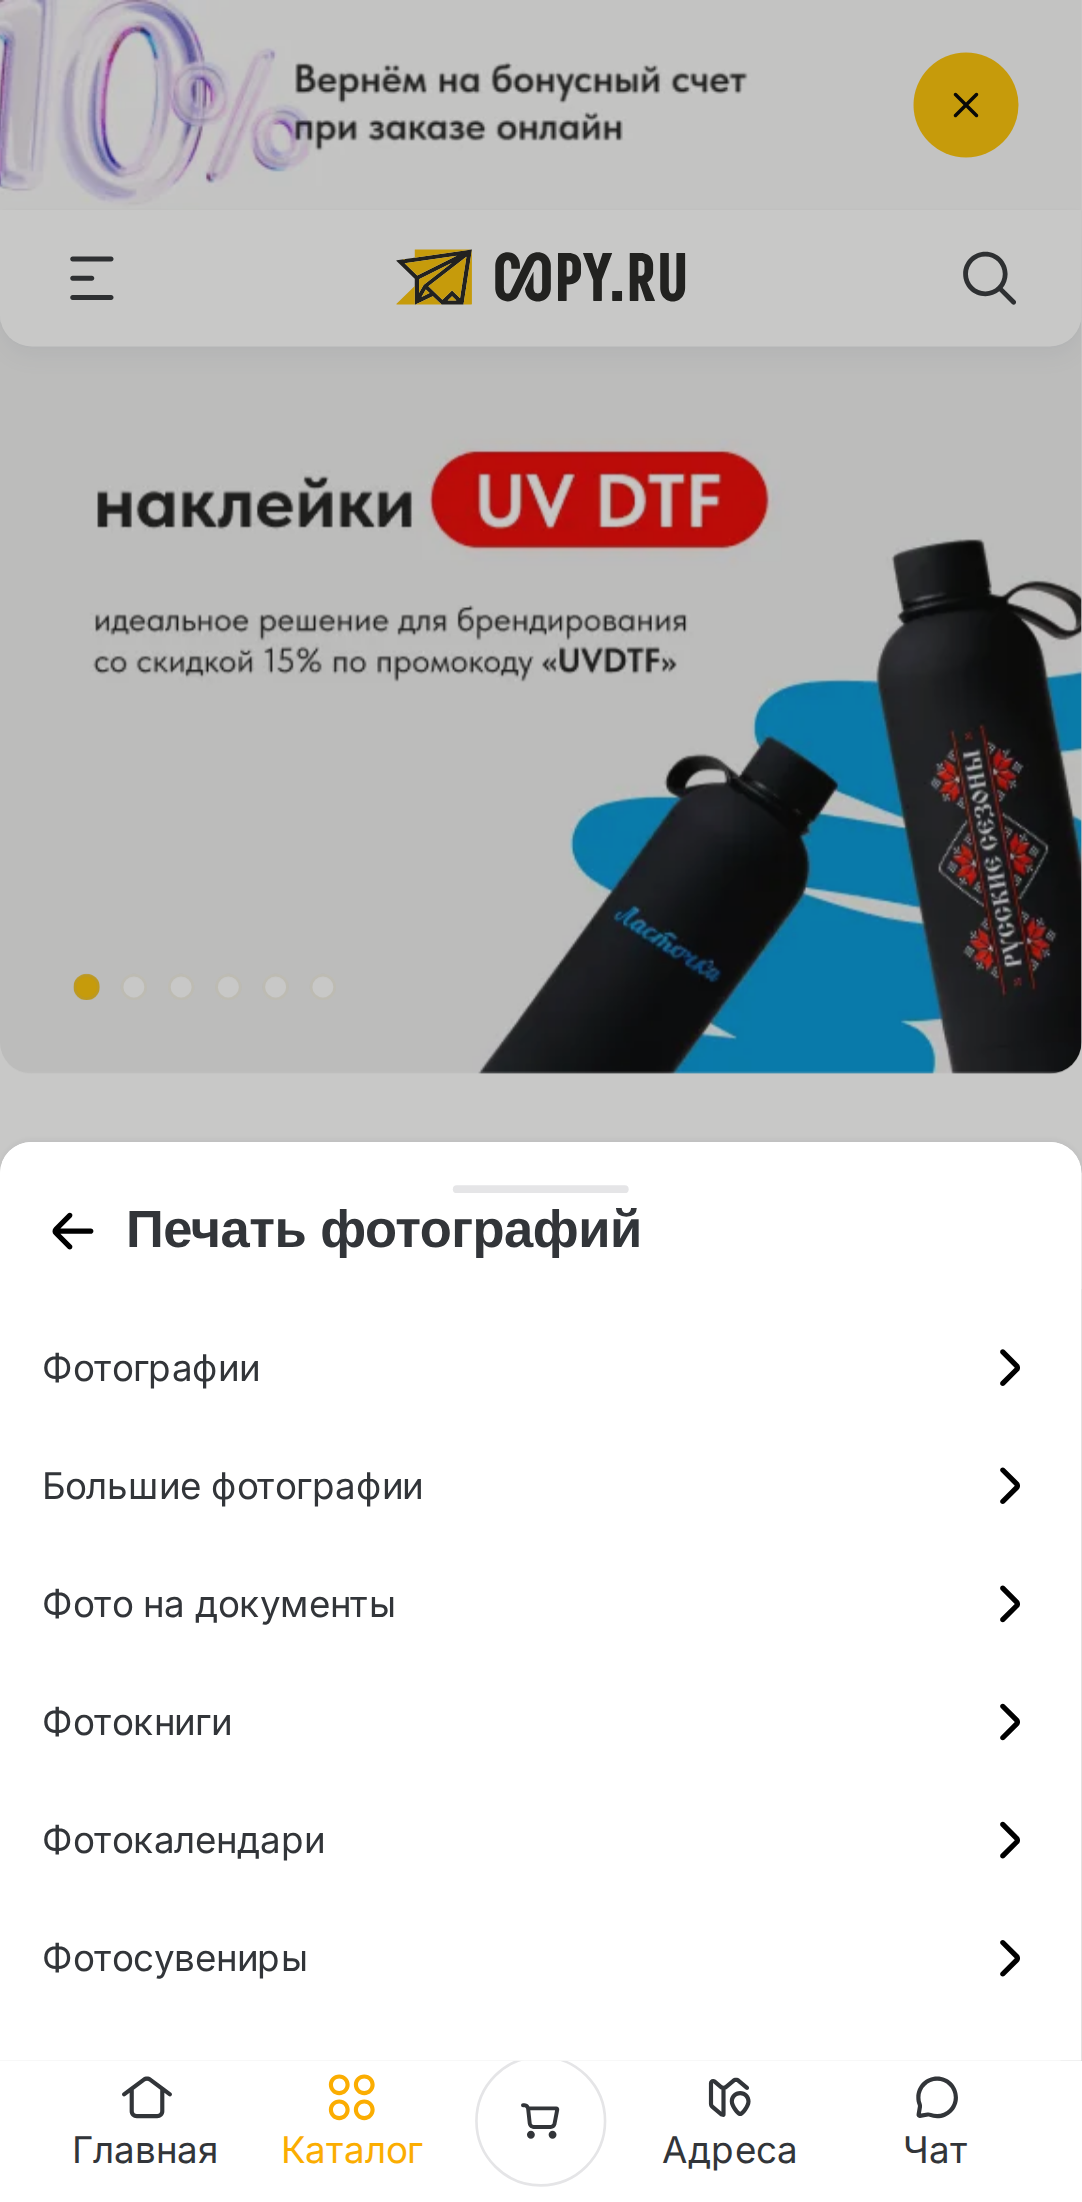 10%
Вернём на бонусный счет
при заказе онлайн
COPY.RU
наклейки UV DTF
идеальное решение для брендирования
со скидкой 15% по промокоду «UVDTF»
Ласточка
РУССКИЕ СЕЗОНЫ
Печать фотографий
Фотографии
Большие фотографии
Фото на документы
Фотокниги
Фотокалендари
Фотосувениры
Главная
Каталог
Адреса
Чат